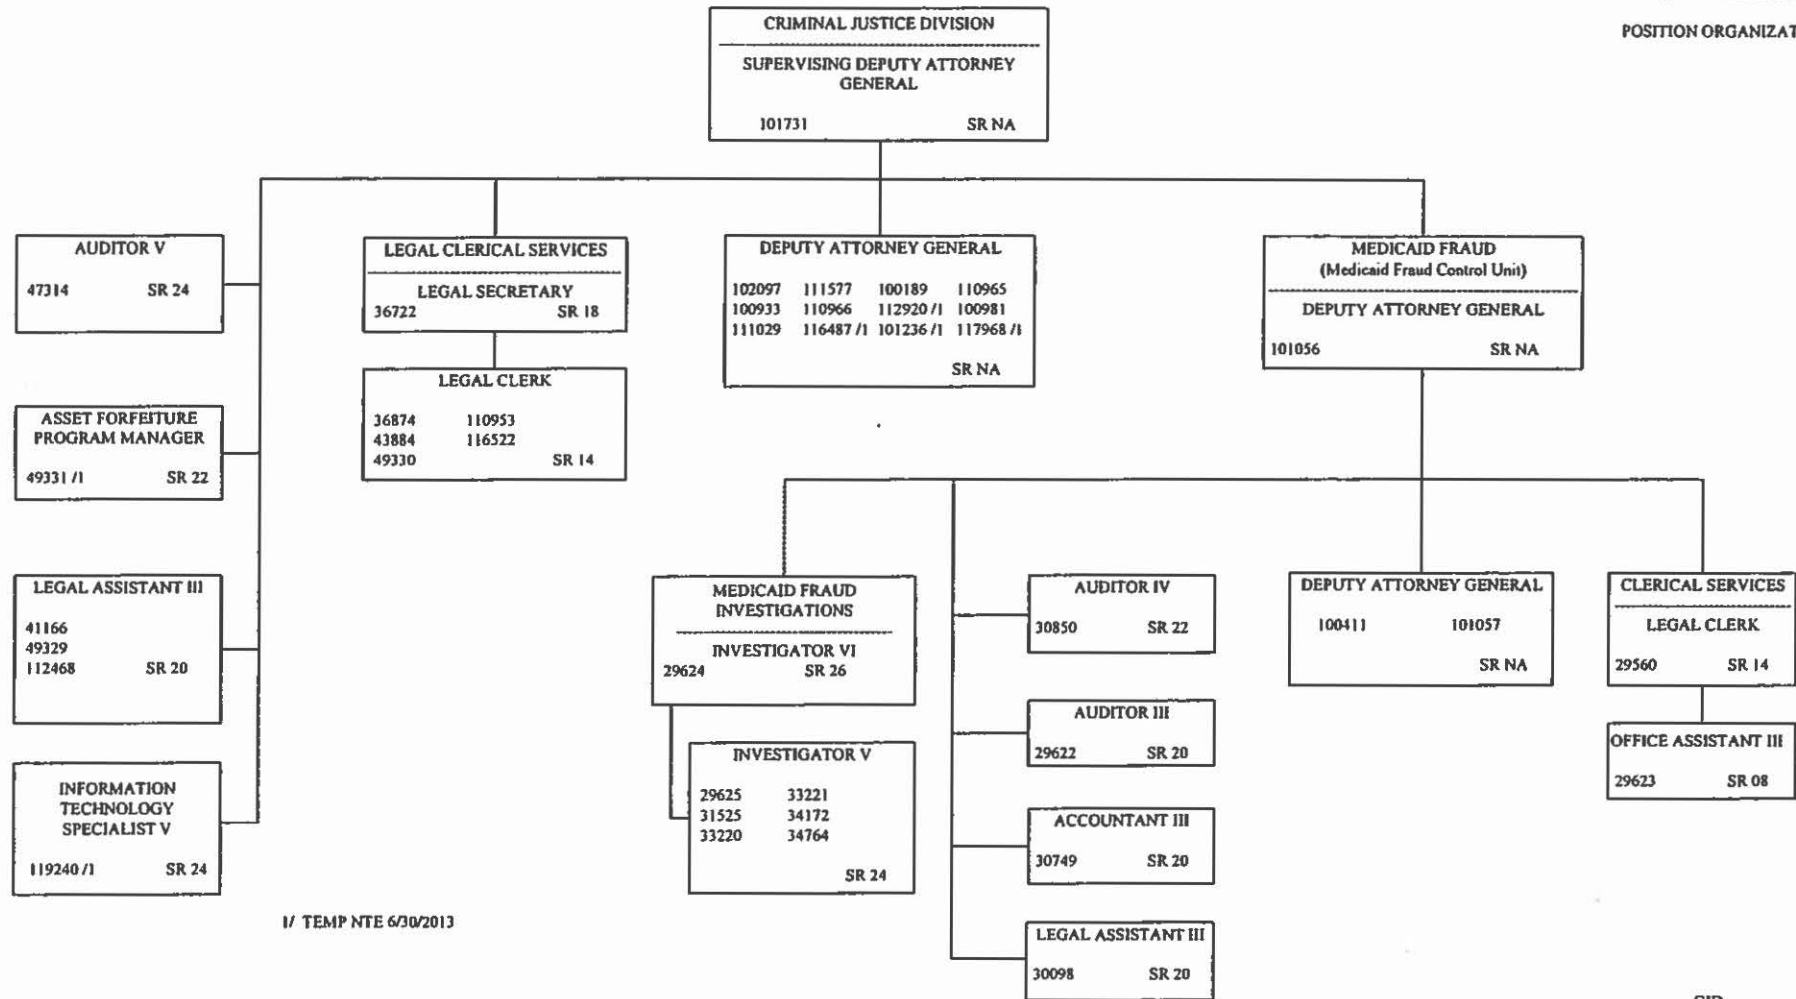 POSITION ORGANIZAT
CRIMINAL JUSTICE DIVISION
SUPERVISING DEPUTY ATTORNEY
GENERAL
101731 SR NA
AUDITOR V
47314 SR 24
ASSET FORFEITURE
PROGRAM MANAGER
49331 /1 SR 22
LEGAL ASSISTANT III
41166
49329
112468 SR 20
INFORMATION
TECHNOLOGY
SPECIALIST V
119240 /1 SR 24
LEGAL CLERICAL SERVICES
LEGAL SECRETARY
36722 SR 18
LEGAL CLERK
36874 110953
43884 116522
49330 SR 14
DEPUTY ATTORNEY GENERAL
102097 111577 100189 110965
100933 110966 112920 /1 100981
111029 116487 /1 101236 /1 117968 /1
SR NA
MEDICAID FRAUD
(Medicaid Fraud Control Unit)
DEPUTY ATTORNEY GENERAL
101056 SR NA
MEDICAID FRAUD
INVESTIGATIONS
INVESTIGATOR VI
29624 SR 26
INVESTIGATOR V
29625 33221
31525 34172
33220 34764
SR 24
AUDITOR IV
30850 SR 22
AUDITOR III
29622 SR 20
ACCOUNTANT III
30749 SR 20
LEGAL ASSISTANT III
30098 SR 20
DEPUTY ATTORNEY GENERAL
100411 101057
SR NA
CLERICAL SERVICES
LEGAL CLERK
29560 SR 14
OFFICE ASSISTANT III
29623 SR 08
1/ TEMP NTE 6/30/2013